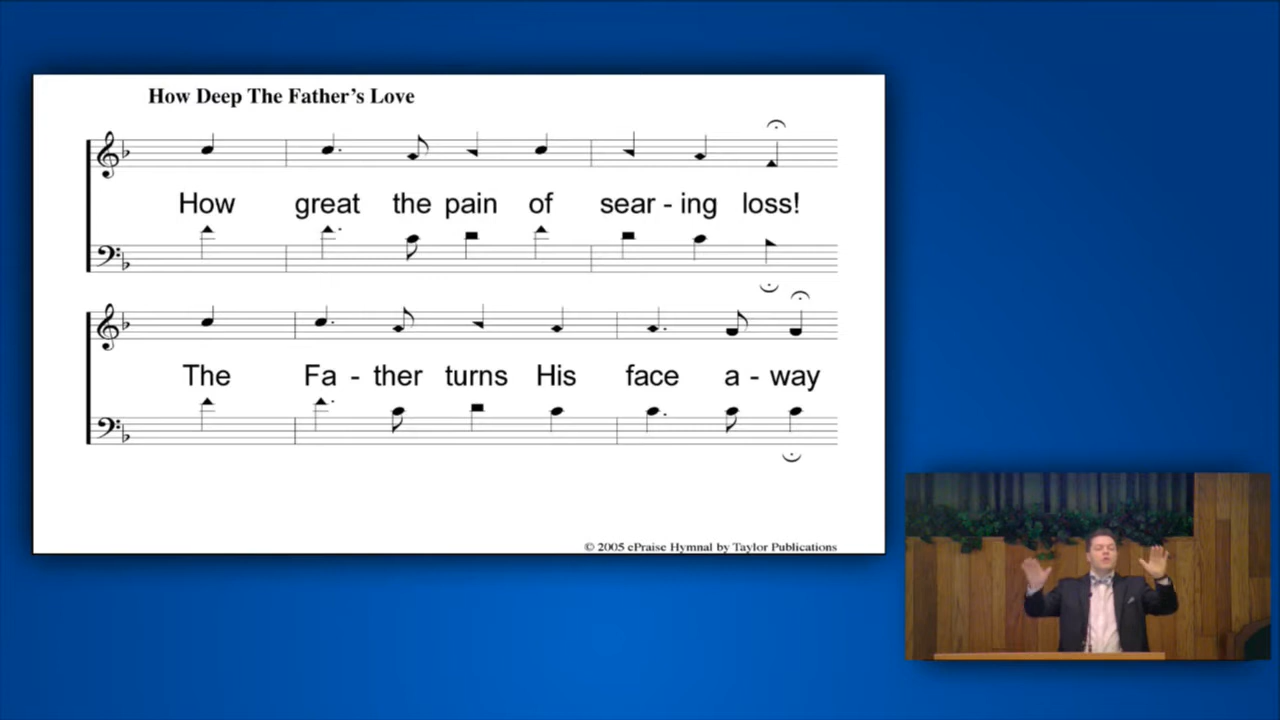 How Deep The Father's Love
How great the pain of sear - ing loss!
The Fa - ther turns His face a - way
© 2005 ePraise Hymnal by Taylor Publications